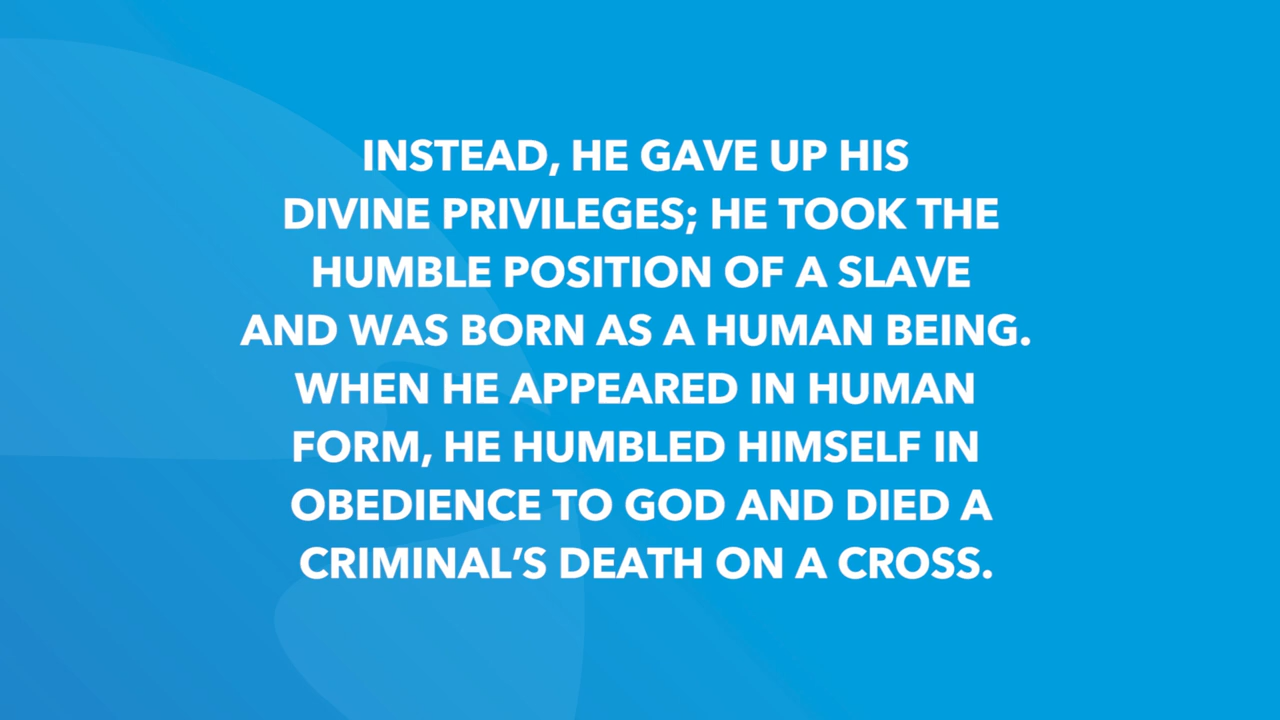 INSTEAD, HE GAVE UP HIS
DIVINE PRIVILEGES; HE TOOK THE
HUMBLE POSITION OF A SLAVE
AND WAS BORN AS A HUMAN BEING.
WHEN HE APPEARED IN HUMAN
FORM, HE HUMBLED HIMSELF IN
OBEDIENCE TO GOD AND DIED A
CRIMINAL’S DEATH ON A CROSS.